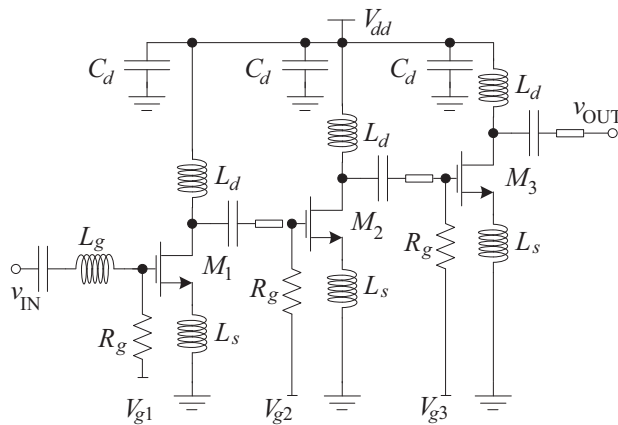 V_dd
C_d
C_d
C_d
L_d
v_OUT
L_d
L_d
M_3
M_2
L_g
M_1
R_g
L_s
v_IN
R_g
L_s
R_g
L_s
V_g1
V_g2
V_g3